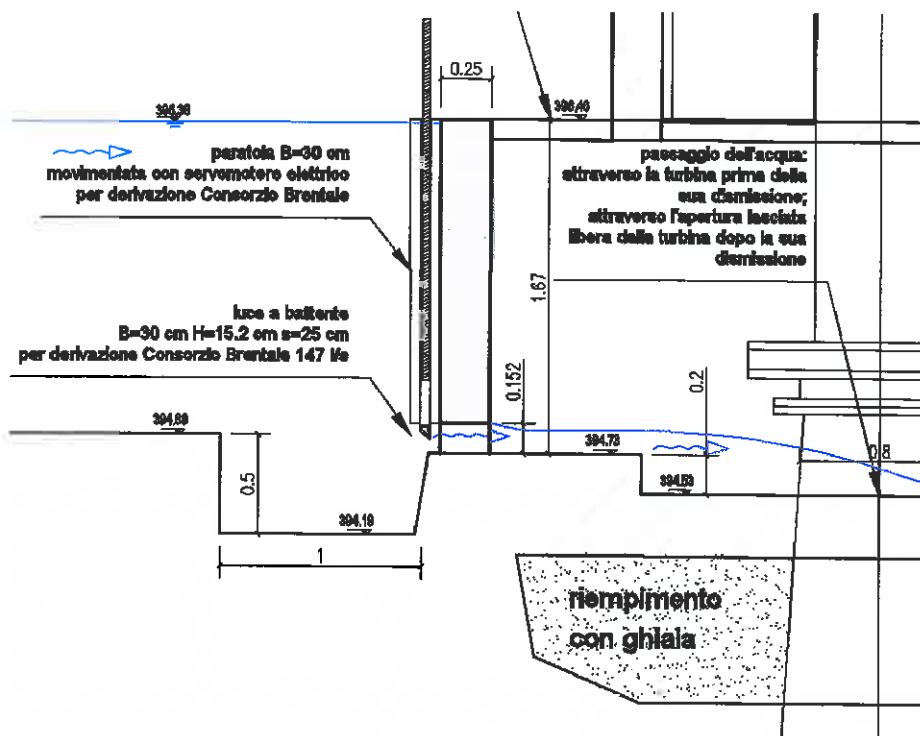 0.25
396.38
396.40
paratoia B=30 cm
movimentata con servomotore elettrico
per derivazione Consorzio Brentale
passaggio dell'acqua:
attraverso la turbina prima della
sua dismissione;
attraverso l'apertura lasciata
libera dalla turbina dopo la sua
dismissione
1.67
luce a battente
B=30 cm H=15.2 cm s=25 cm
per derivazione Consorzio Brentale 147 l/s
0.152
0.2
394.69
394.73
0.8
0.5
394.53
394.19
1
riempimento
con ghiaia